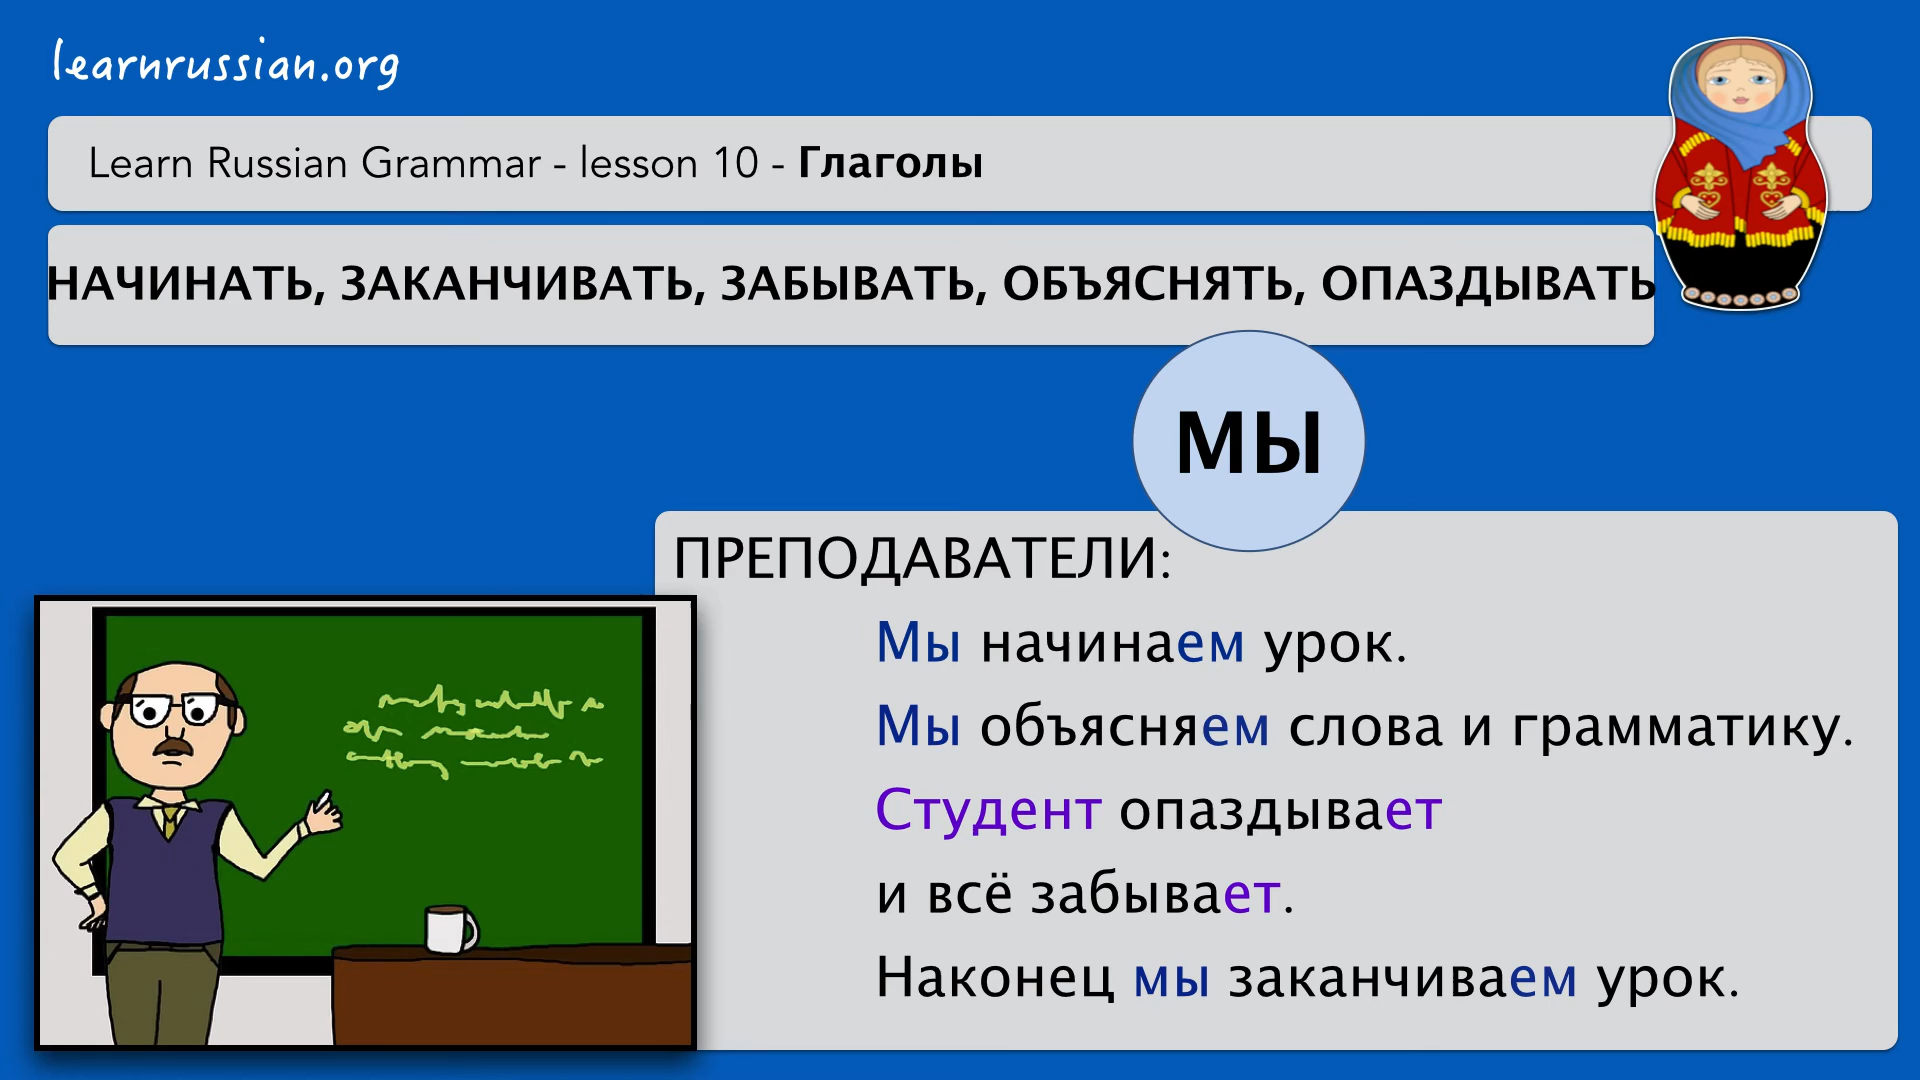 learnrussian.org
Learn Russian Grammar - lesson 10 - Глаголы
НАЧИНАТЬ, ЗАКАНЧИВАТЬ, ЗАБЫВАТЬ, ОБЪЯСНЯТЬ, ОПАЗДЫВАТЬ
МЫ
ПРЕПОДАВАТЕЛИ:
Мы начинаем урок.
Мы объясняем слова и грамматику.
Студент опаздывает
и всё забывает.
Наконец мы заканчиваем урок.